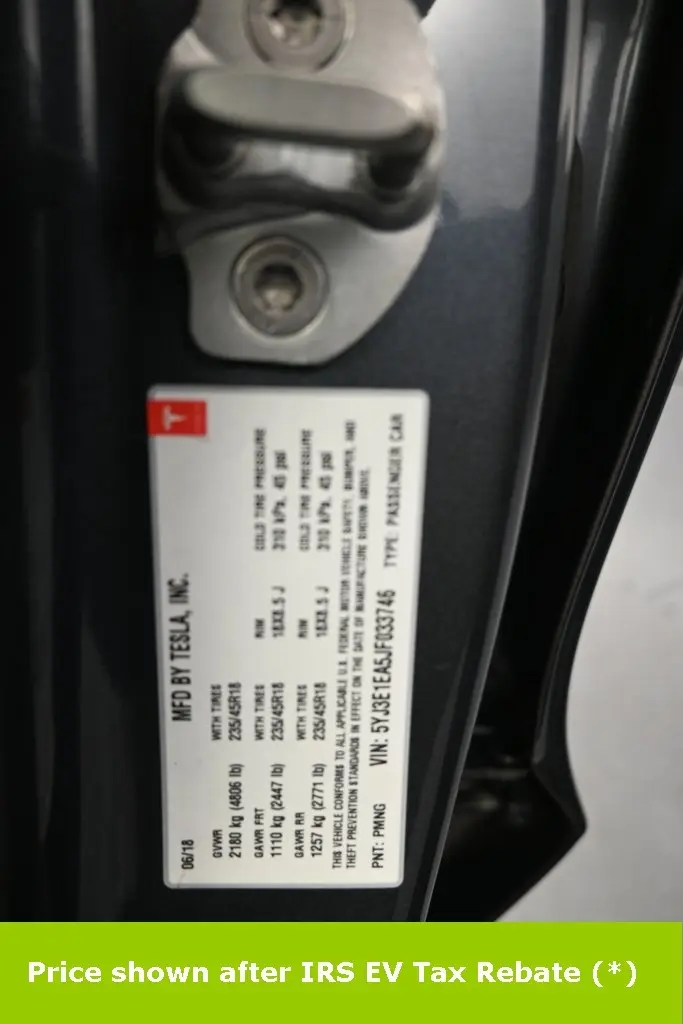 MFD BY TESLA, INC.
06/18
GVWR WITH TIRES
2180 kg (4806 lb) 235/45R18
GAWR FRT WITH TIRES RIM COLD TIRE PRESSURE
1110 kg (2447 lb) 235/45R18 18X8.5 J 310 kPa, 45 psi
GAWR RR WITH TIRES RIM COLD TIRE PRESSURE
1257 kg (2771 lb) 235/45R18 18X8.5 J 310 kPa, 45 psi
THIS VEHICLE CONFORMS TO ALL APPLICABLE U.S. FEDERAL MOTOR VEHICLE SAFETY, BUMPER, AND
THEFT PREVENTION STANDARDS IN EFFECT ON THE DATE OF MANUFACTURE SHOWN ABOVE.
PNT: PMNG VIN: 5YJ3E1EA5JF033746 TYPE: PASSENGER CAR
Price shown after IRS EV Tax Rebate (*)